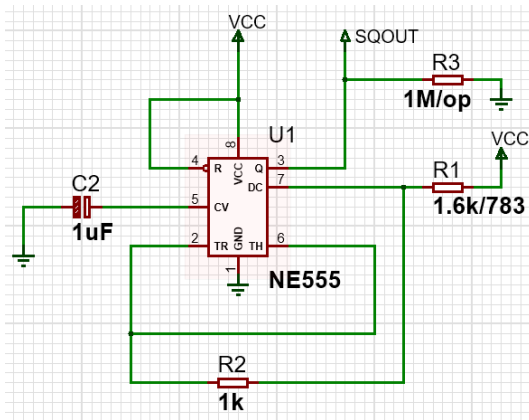 VCC
SQOUT
R3
1M/op
U1
VCC
8
4
R
VCC
Q
3
DC
7
R1
1.6k/783
C2
5
CV
1uF
2
TR
GND
TH
6
1
NE555
R2
1k